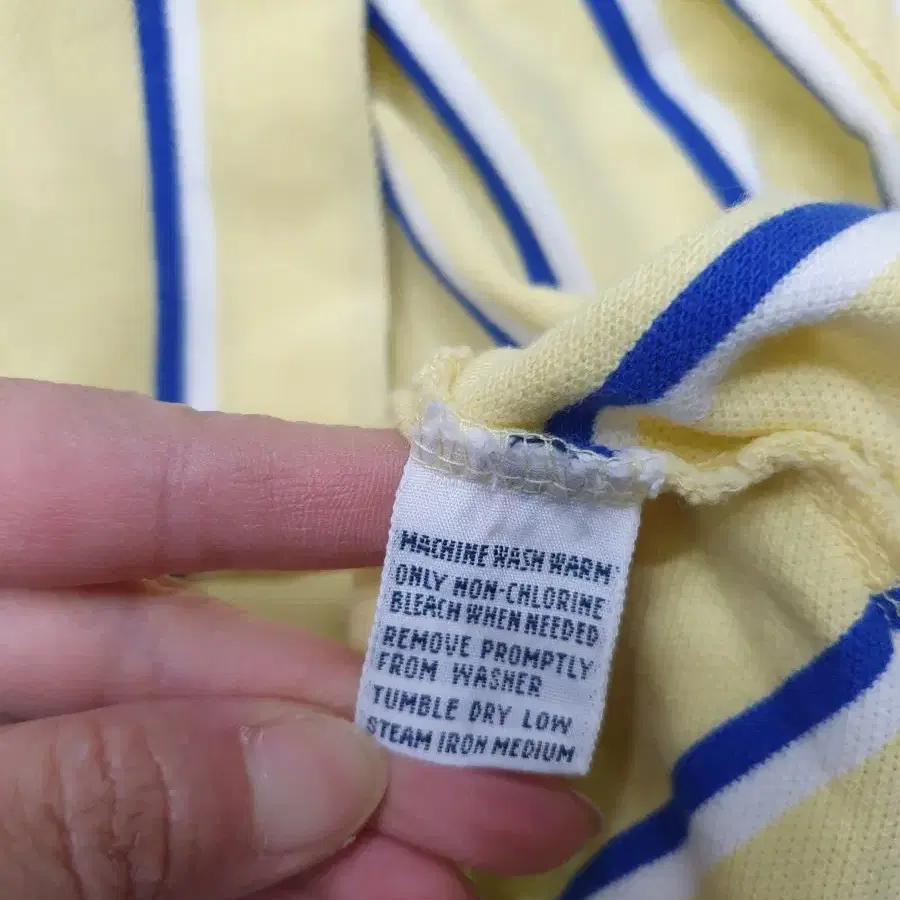 MACHINE WASH WARM
ONLY NON-CHLORINE
BLEACH WHEN NEEDED
REMOVE PROMPTLY
FROM WASHER
TUMBLE DRY LOW
STEAM IRON MEDIUM